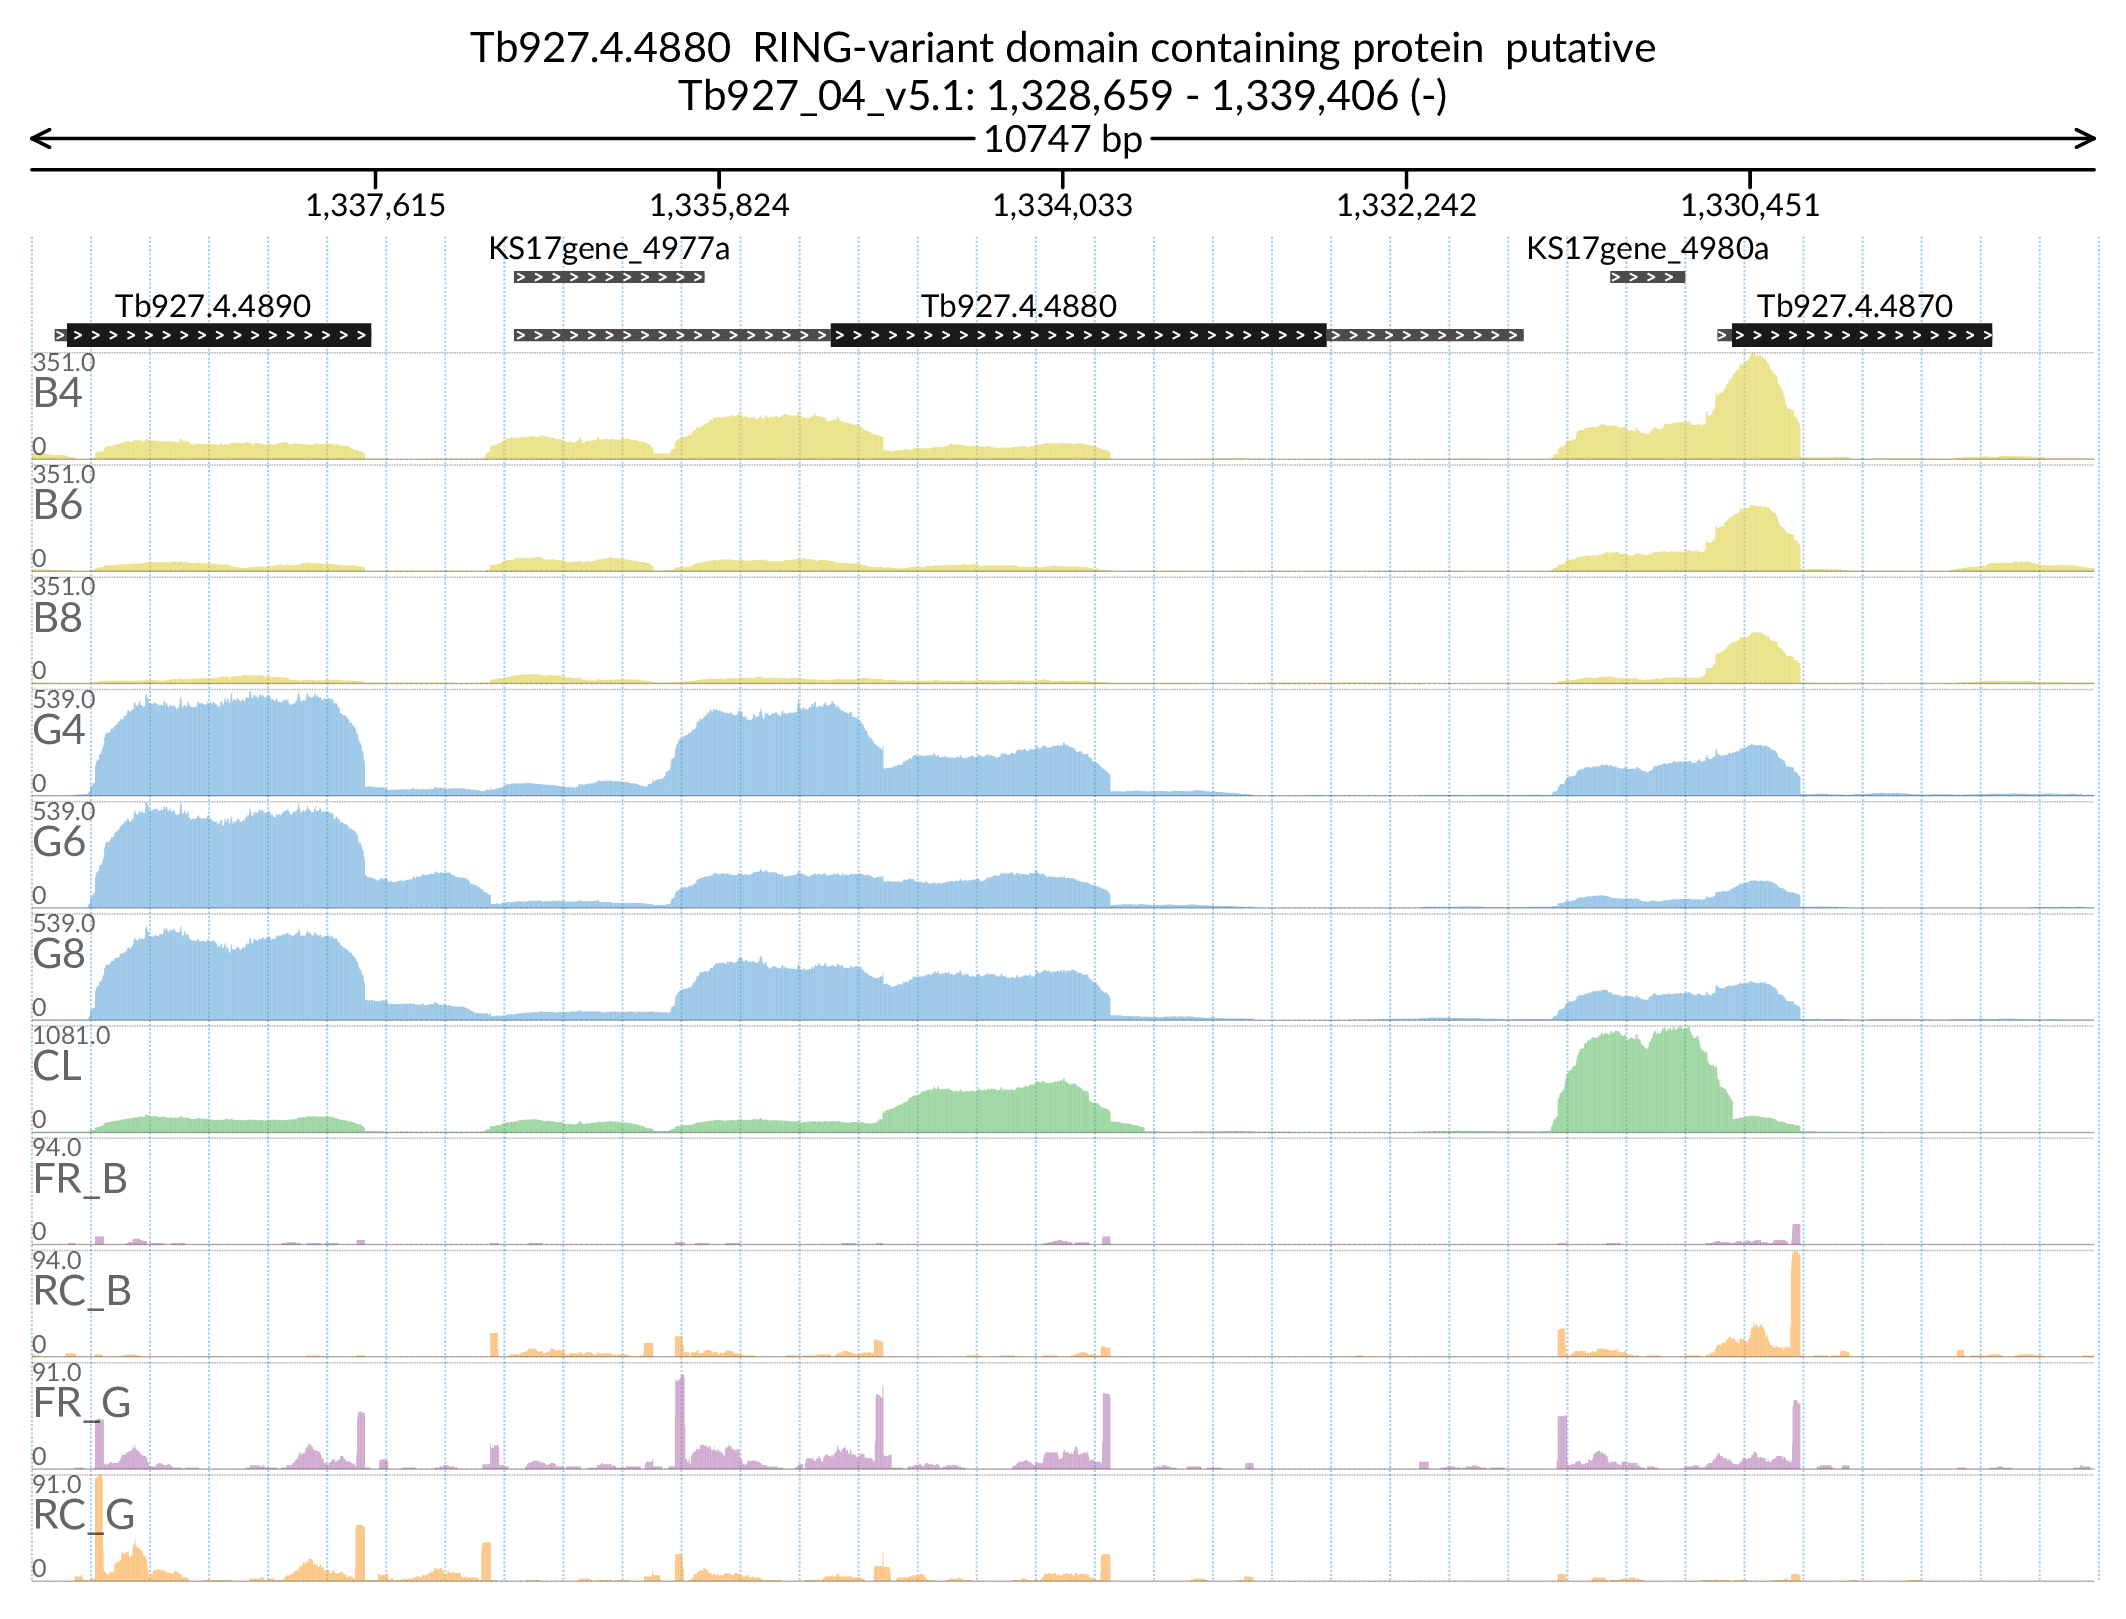 Tb927.4.4880  RING-variant domain containing protein  putative
Tb927_04_v5.1: 1,328,659 - 1,339,406 (-)
10747 bp
1,337,615 1,335,824 1,334,033 1,332,242 1,330,451
KS17gene_4977a KS17gene_4980a
Tb927.4.4890 Tb927.4.4880 Tb927.4.4870
351.0
B4
0
351.0
B6
0
351.0
B8
0
539.0
G4
0
539.0
G6
0
539.0
G8
0
1081.0
CL
0
94.0
FR_B
0
94.0
RC_B
0
91.0
FR_G
0
91.0
RC_G
0